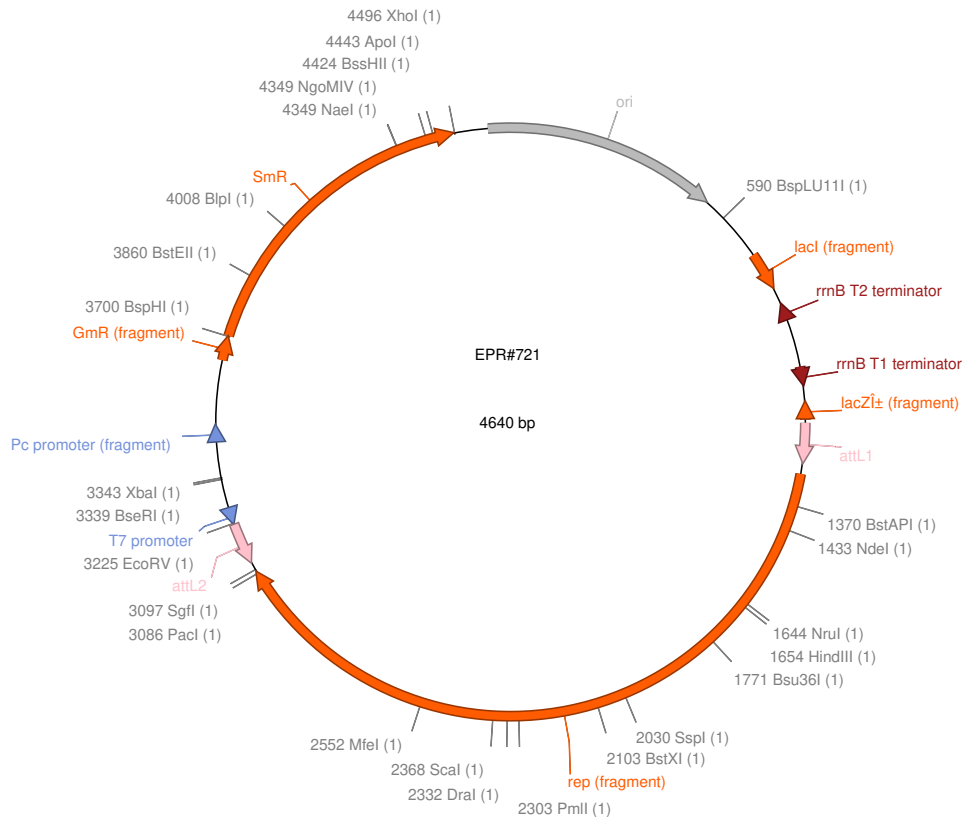 4496 XhoI (1)
4443 ApoI (1)
4424 BssHII (1)
4349 NgoMIV (1)
4349 NaeI (1)
ori
SmR
590 BspLU11I (1)
4008 BlpI (1)
lacI (fragment)
3860 BstEII (1)
rrnB T2 terminator
3700 BspHI (1)
GmR (fragment)
EPR#721
rrnB T1 terminator
lacZÎ± (fragment)
4640 bp
Pc promoter (fragment)
attL1
3343 XbaI (1)
3339 BseRI (1)
1370 BstAPI (1)
T7 promoter
1433 NdeI (1)
3225 EcoRV (1)
attL2
3097 SgfI (1)
3086 PacI (1)
1644 NruI (1)
1654 HindIII (1)
1771 Bsu36I (1)
2030 SspI (1)
2552 MfeI (1)
2103 BstXI (1)
2368 ScaI (1)
rep (fragment)
2332 DraI (1)
2303 PmlI (1)